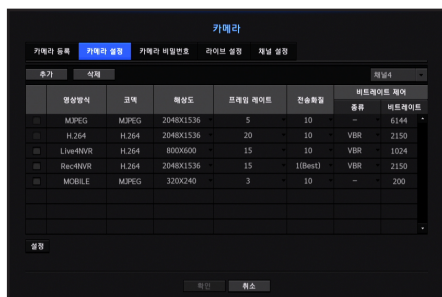 카메라
카메라 등록 카메라 설정 카메라 비밀번호 라이브 설정 채널 설정
추가 삭제 채널4
영상방식 코덱 해상도 프레임 레이트 전송화질 비트레이트 제어
종류 비트레이트
MJPEG MJPEG 2048X1536 5 10 - 6144
H.264 H.264 2048X1536 20 10 VBR 2150
Live4NVR H.264 800X600 15 10 VBR 1024
Rec4NVR H.264 2048X1536 15 1(Best) VBR 2150
MOBILE MJPEG 320X240 3 10 - 200
설정
확인 취소